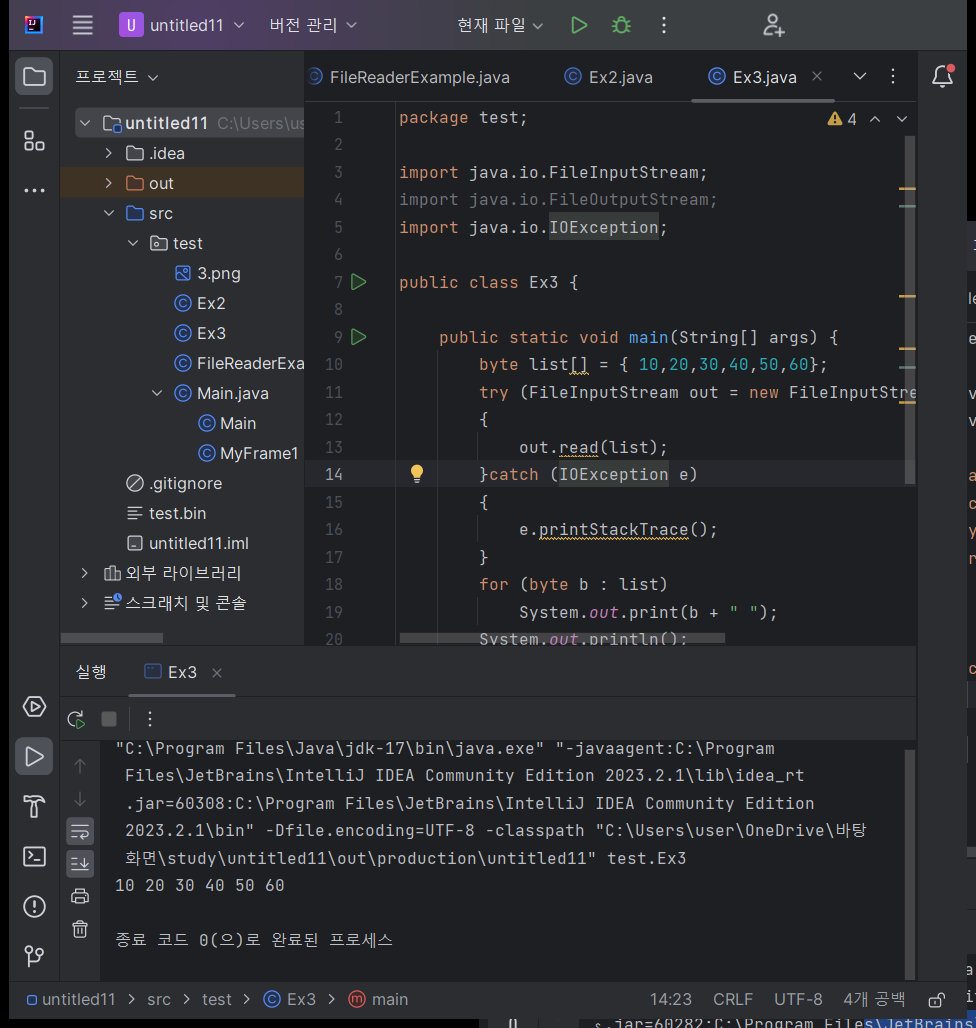 U untitled11 버전 관리 현재 파일
프로젝트
FileReaderExample.java Ex2.java Ex3.java
untitled11 C:\Users\us
.idea
out
src
test
3.png
Ex2
Ex3
FileReaderExa
Main.java
Main
MyFrame1
.gitignore
test.bin
untitled11.iml
외부 라이브러리
스크래치 및 콘솔
4
1 package test;
2
3 import java.io.FileInputStream;
4 import java.io.FileOutputStream;
5 import java.io.IOException;
6
7 public class Ex3 {
8
9 public static void main(String[] args) {
10 byte list[] = { 10,20,30,40,50,60};
11 try (FileInputStream out = new FileInputStre
12 {
13 out.read(list);
14 }catch (IOException e)
15 {
16 e.printStackTrace();
17 }
18 for (byte b : list)
19 System.out.print(b + " ");
20 System.out.println();
실행 Ex3
"C:\Program Files\Java\jdk-17\bin\java.exe" "-javaagent:C:\Program
Files\JetBrains\IntelliJ IDEA Community Edition 2023.2.1\lib\idea_rt
.jar=60308:C:\Program Files\JetBrains\IntelliJ IDEA Community Edition
2023.2.1\bin" -Dfile.encoding=UTF-8 -classpath "C:\Users\user\OneDrive\바탕
화면\study\untitled11\out\production\untitled11" test.Ex3
10 20 30 40 50 60
종료 코드 0(으)로 완료된 프로세스
untitled11 > src > test > Ex3 > main 14:23 CRLF UTF-8 4개 공백
.jar=60282:C:\Program Files\JetBrains